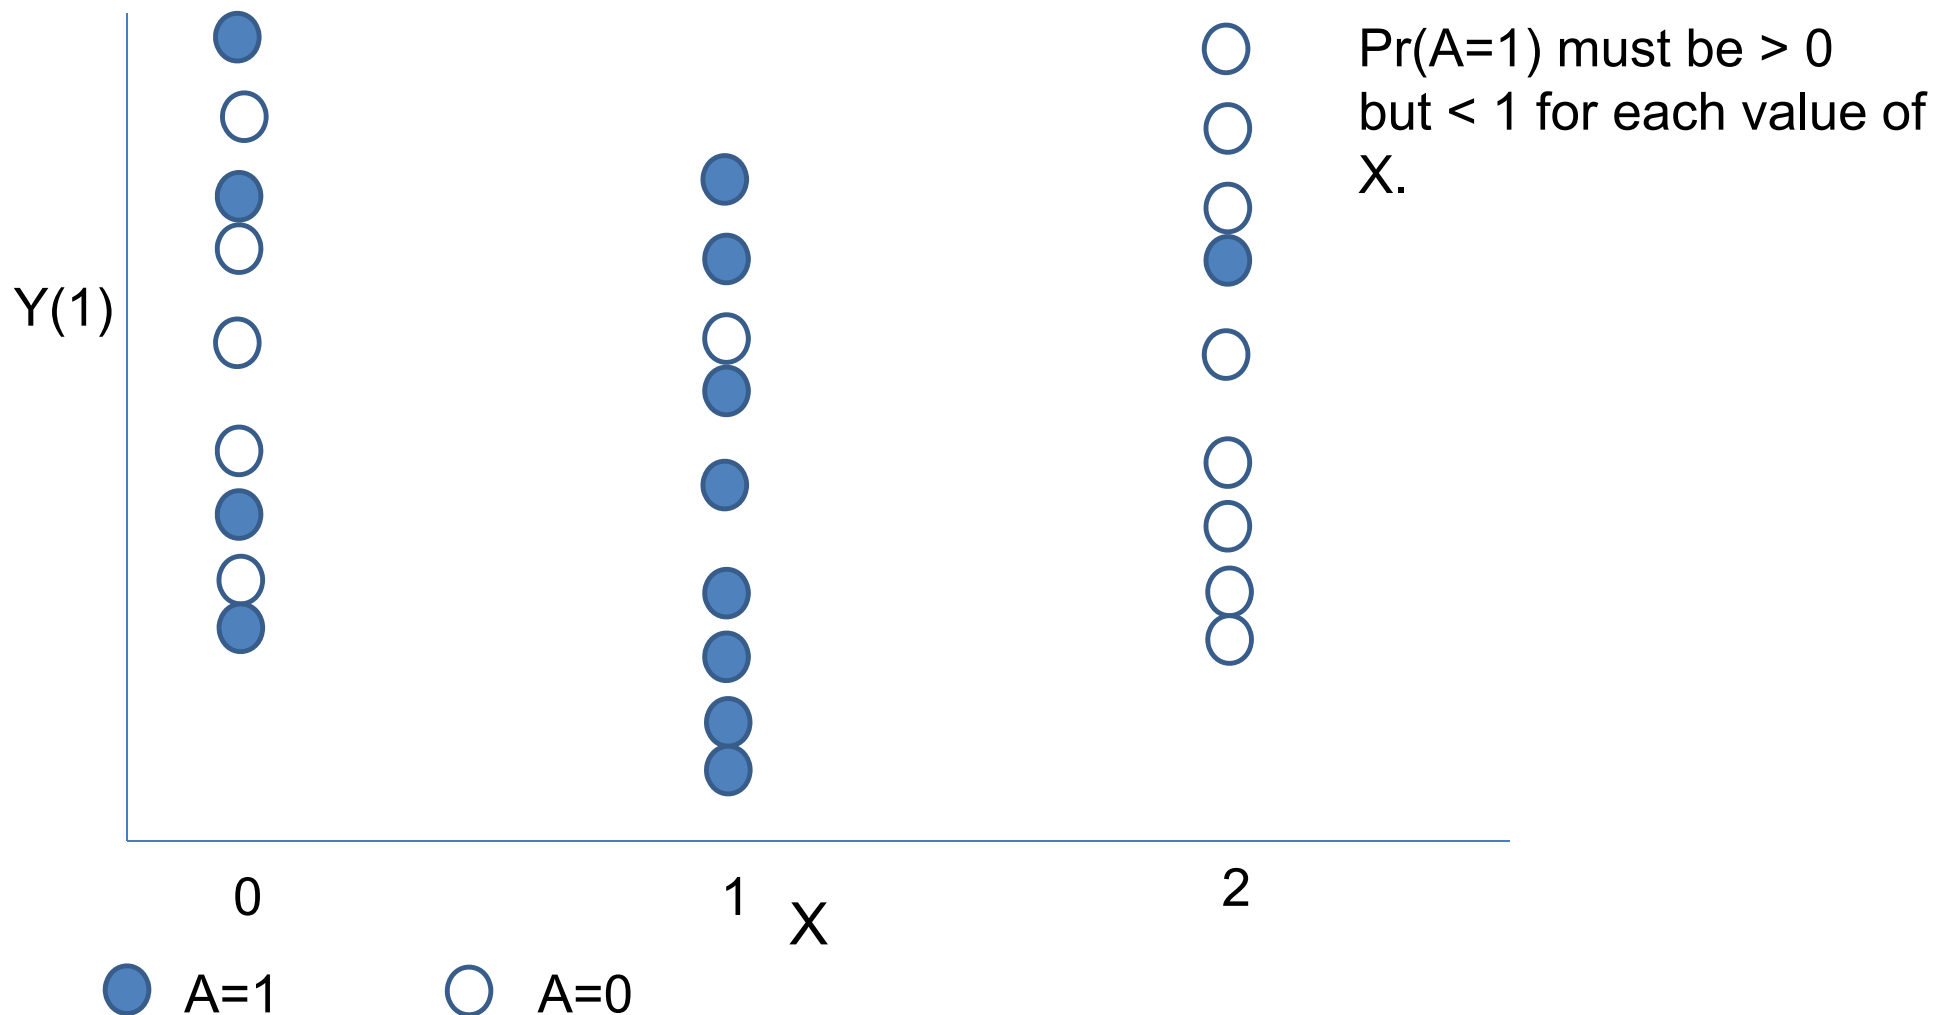 Pr(A=1) must be > 0
but < 1 for each value of
X.
Y(1)
0
1
2
X
A=1
A=0